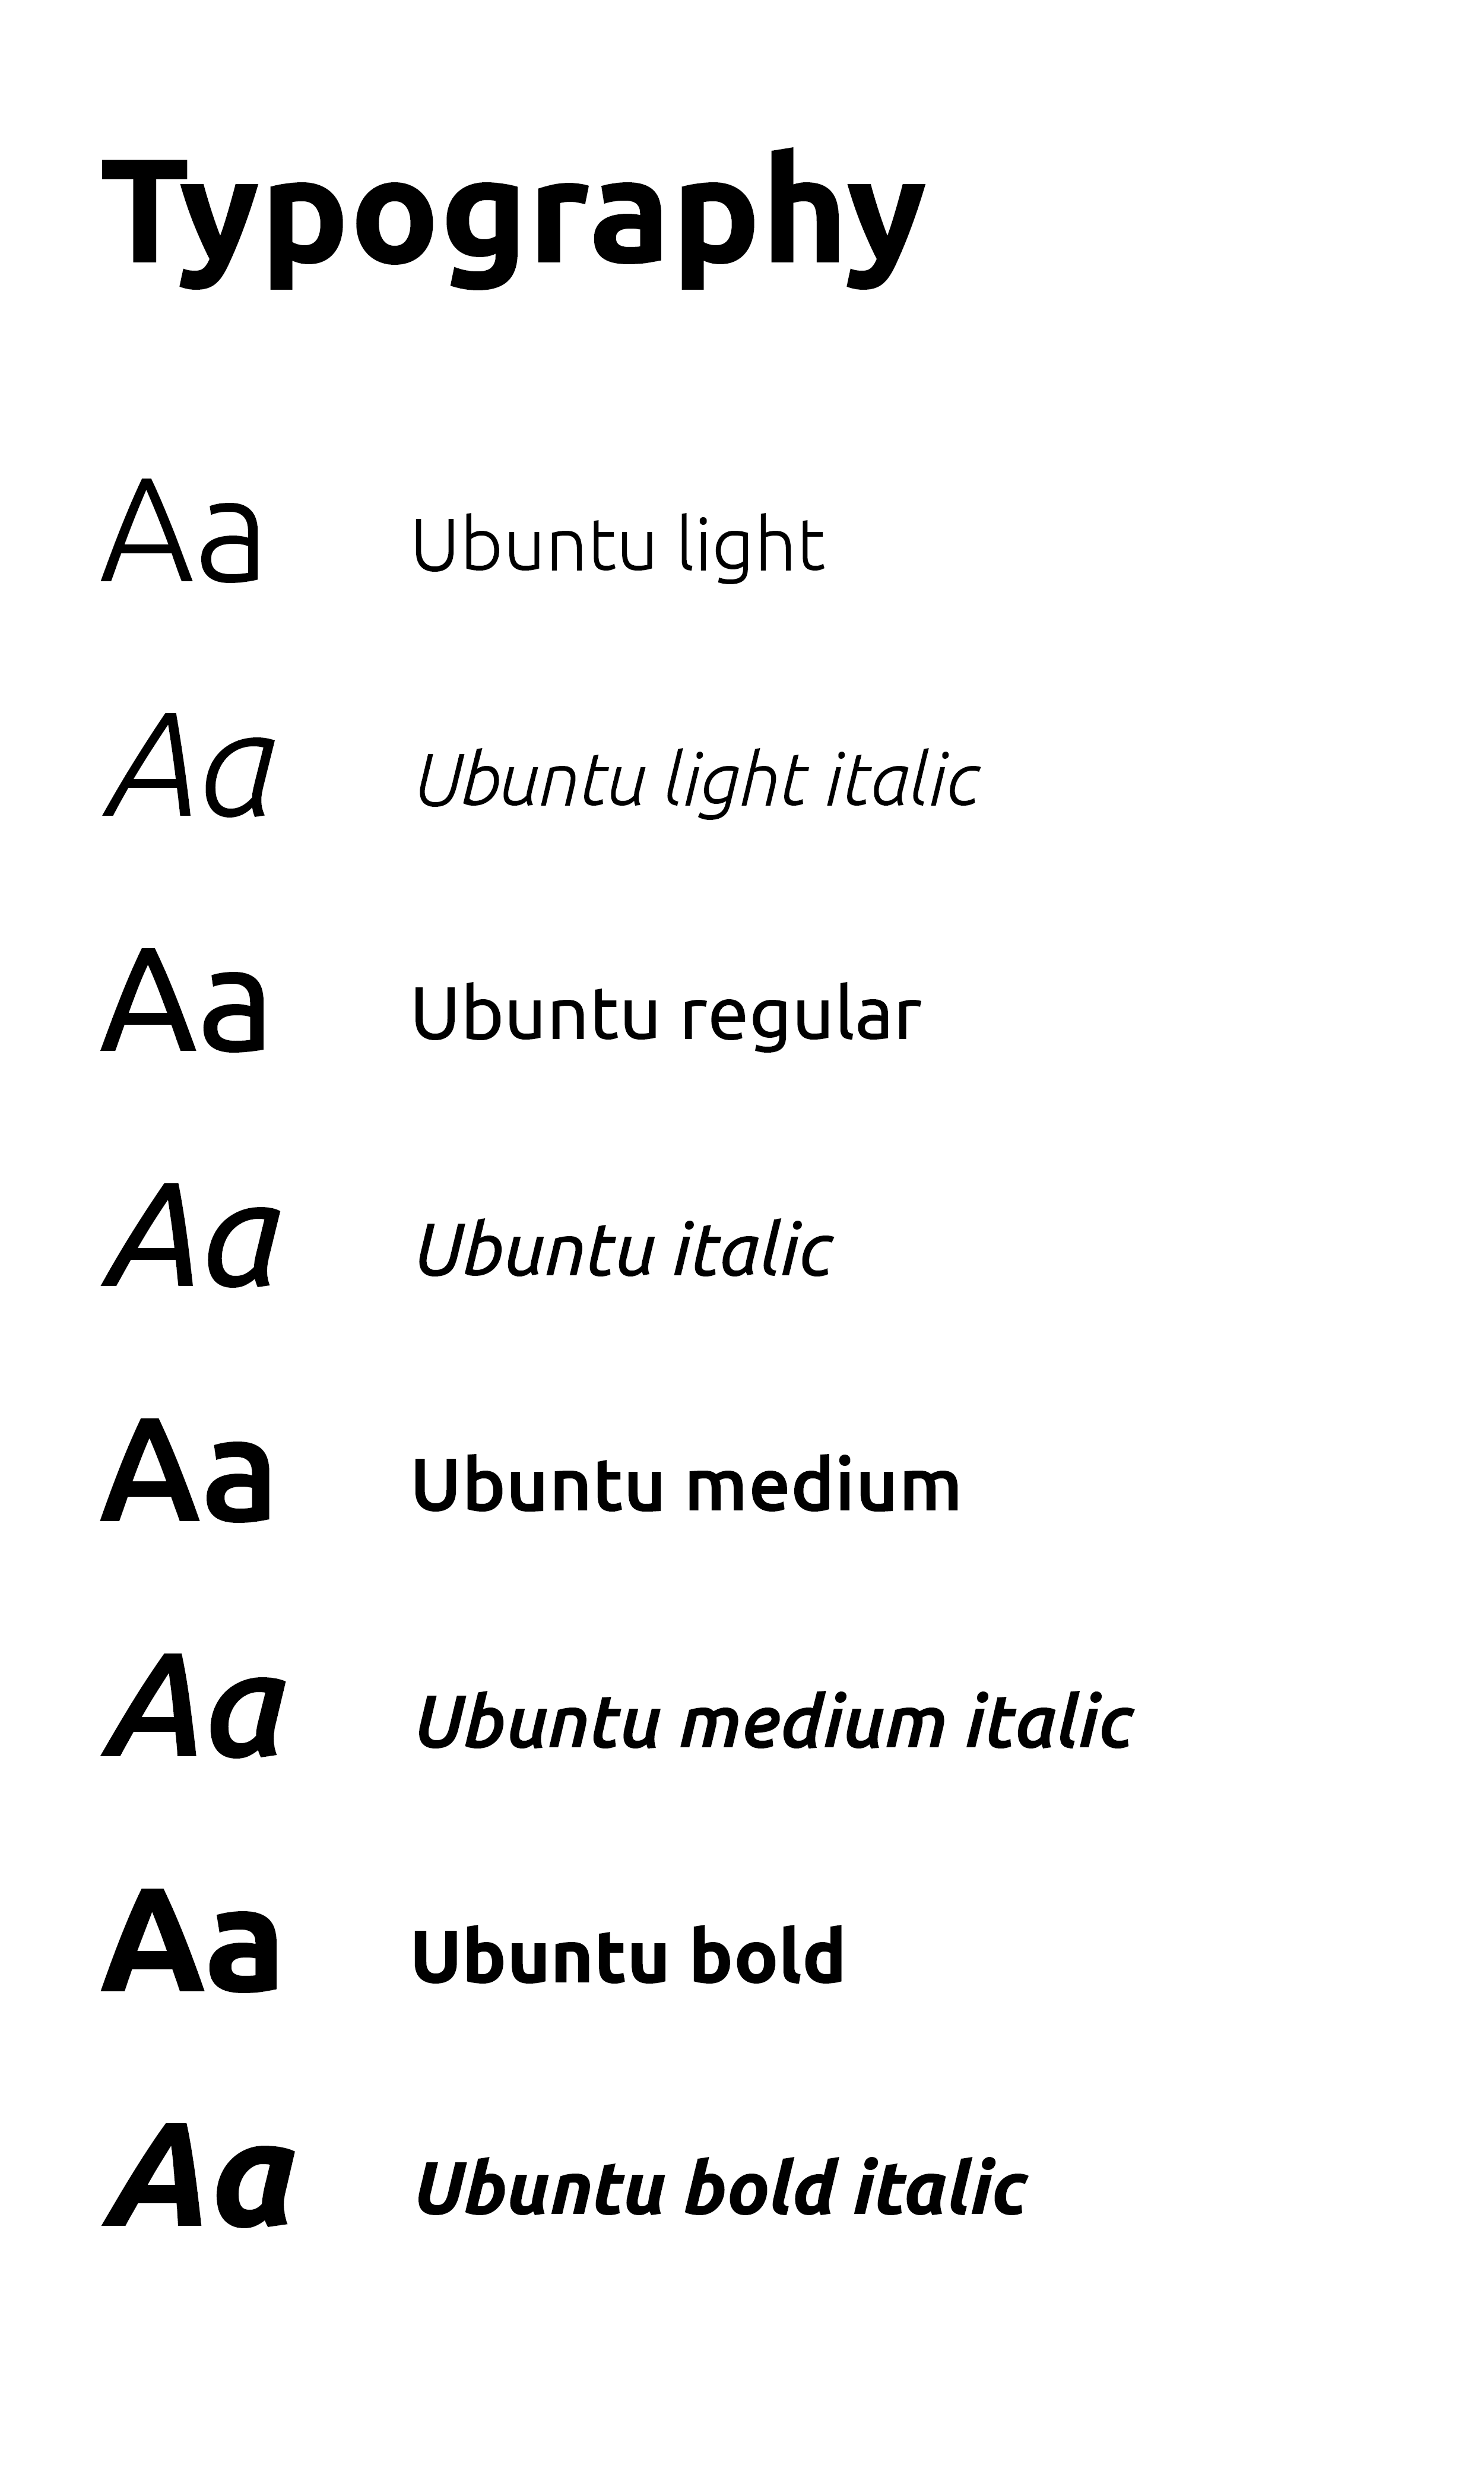 Typography
Aa Ubuntu light
Aa Ubuntu light italic
Aa Ubuntu regular
Aa Ubuntu italic
Aa Ubuntu medium
Aa Ubuntu medium italic
Aa Ubuntu bold
Aa Ubuntu bold italic